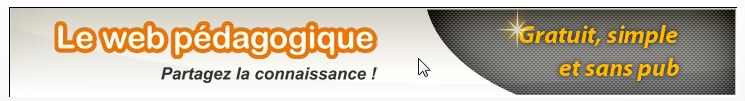 Le web pédagogique
Partagez la connaissance !
Gratuit, simple
et sans pub